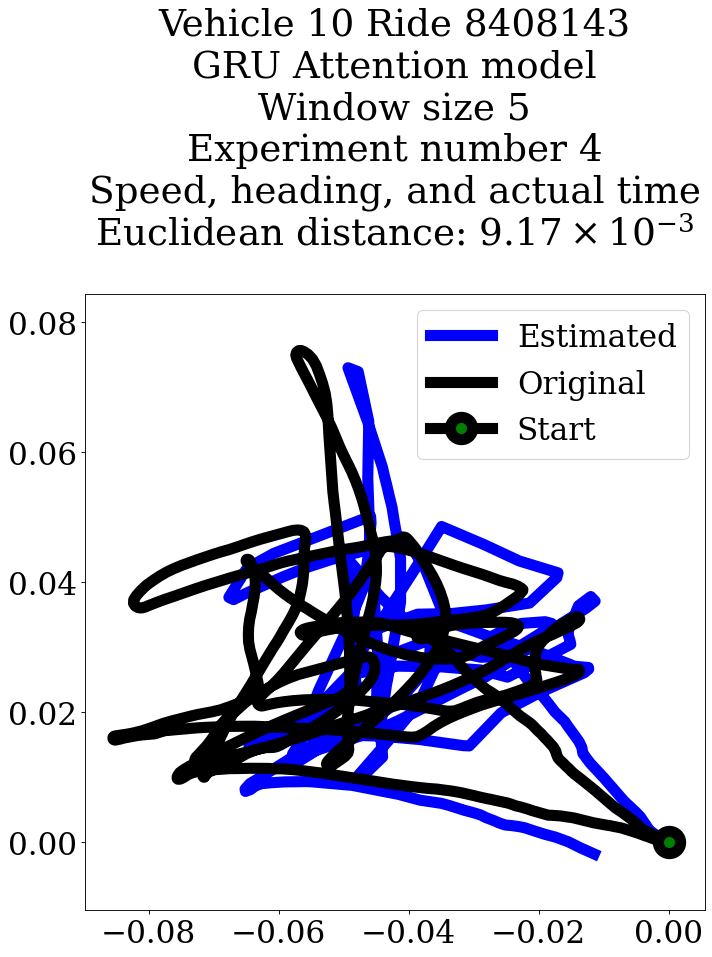 Vehicle 10 Ride 8408143
GRU Attention model
Window size 5
Experiment number 4
Speed, heading, and actual time
Euclidean distance: 9.17 × 10⁻³
Estimated
Original
Start
0.08
0.06
0.04
0.02
0.00
−0.08 −0.06 −0.04 −0.02 0.00